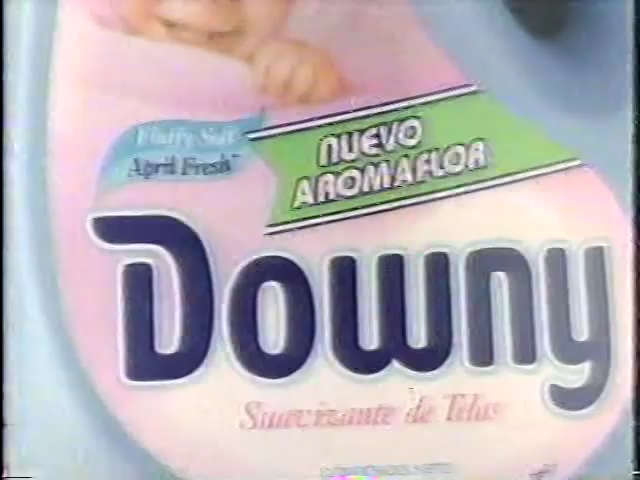 Fluffy Soft
April Fresh
NUEVO
AROMAFLOR
Downy
Suavizante de Telas